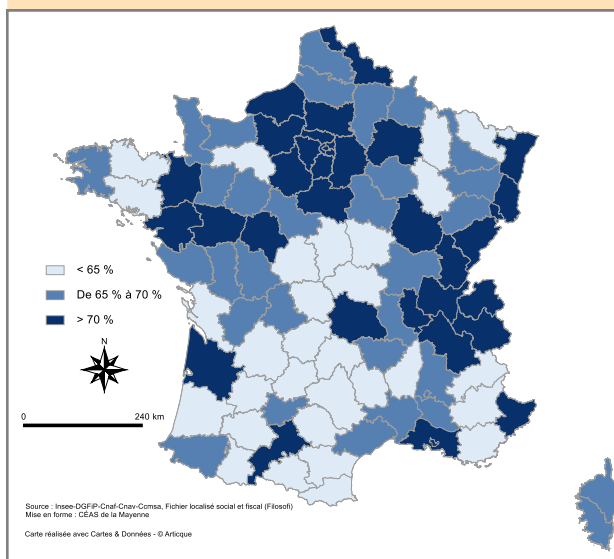 < 65 %
De 65 % à 70 %
> 70 %
N
0 240 km
Source : Insee-DGFiP-Cnaf-Cnav-Ccmsa, Fichier localisé social et fiscal (Filosofi)
Mise en forme : CÉAS de la Mayenne
Carte réalisée avec Cartes & Données - © Articque